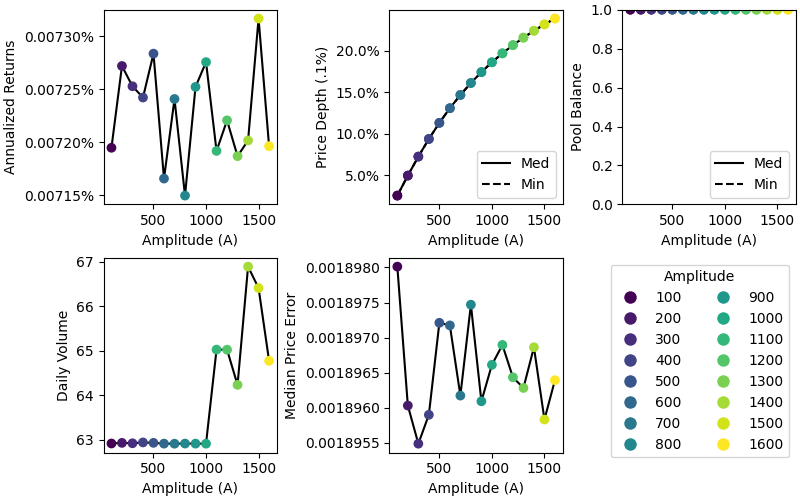 0.00730%
0.00725%
0.00720%
0.00715%
Annualized Returns
500 1000 1500
Amplitude (A)
20.0%
15.0%
10.0%
5.0%
Price Depth (.1%)
Med
Min
500 1000 1500
Amplitude (A)
1.0
0.8
0.6
0.4
0.2
0.0
Pool Balance
Med
Min
500 1000 1500
Amplitude (A)
67
66
65
64
63
Daily Volume
500 1000 1500
Amplitude (A)
0.0018980
0.0018975
0.0018970
0.0018965
0.0018960
0.0018955
Median Price Error
500 1000 1500
Amplitude (A)
Amplitude
100 900
200 1000
300 1100
400 1200
500 1300
600 1400
700 1500
800 1600